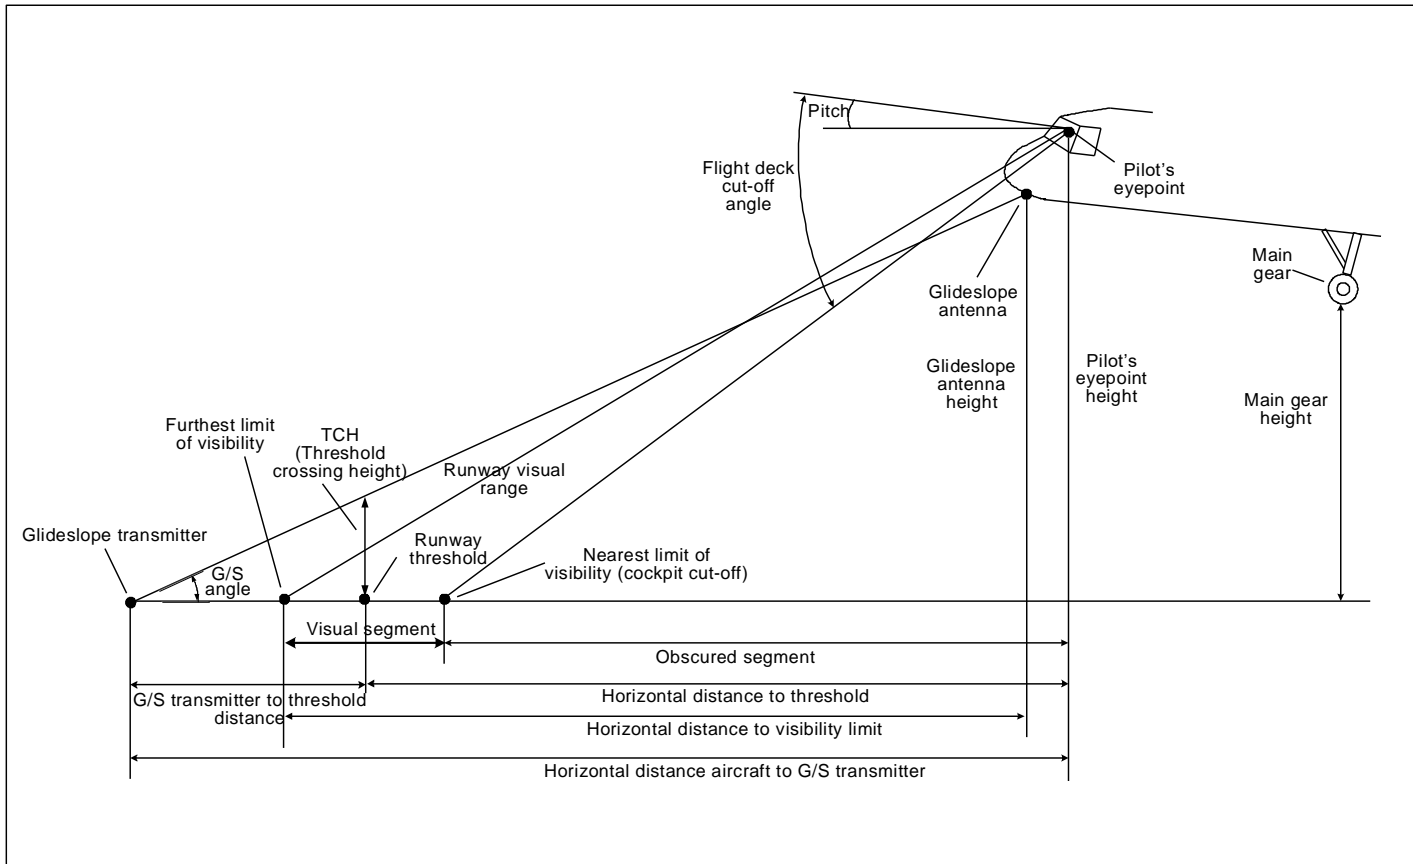 Pitch
Flight deck
cut-off
angle
Pilot's
eyepoint
Main
gear
Glideslope
antenna
Glideslope
antenna
height
Pilot's
eyepoint
height
Main gear
height
Furthest limit
of visibility
TCH
(Threshold
crossing height)
Runway visual
range
Glideslope transmitter
G/S
angle
Runway
threshold
Nearest limit of
visibility (cockpit cut-off)
Visual segment
Obscured segment
G/S transmitter to threshold
distance
Horizontal distance to threshold
Horizontal distance to visibility limit
Horizontal distance aircraft to G/S transmitter